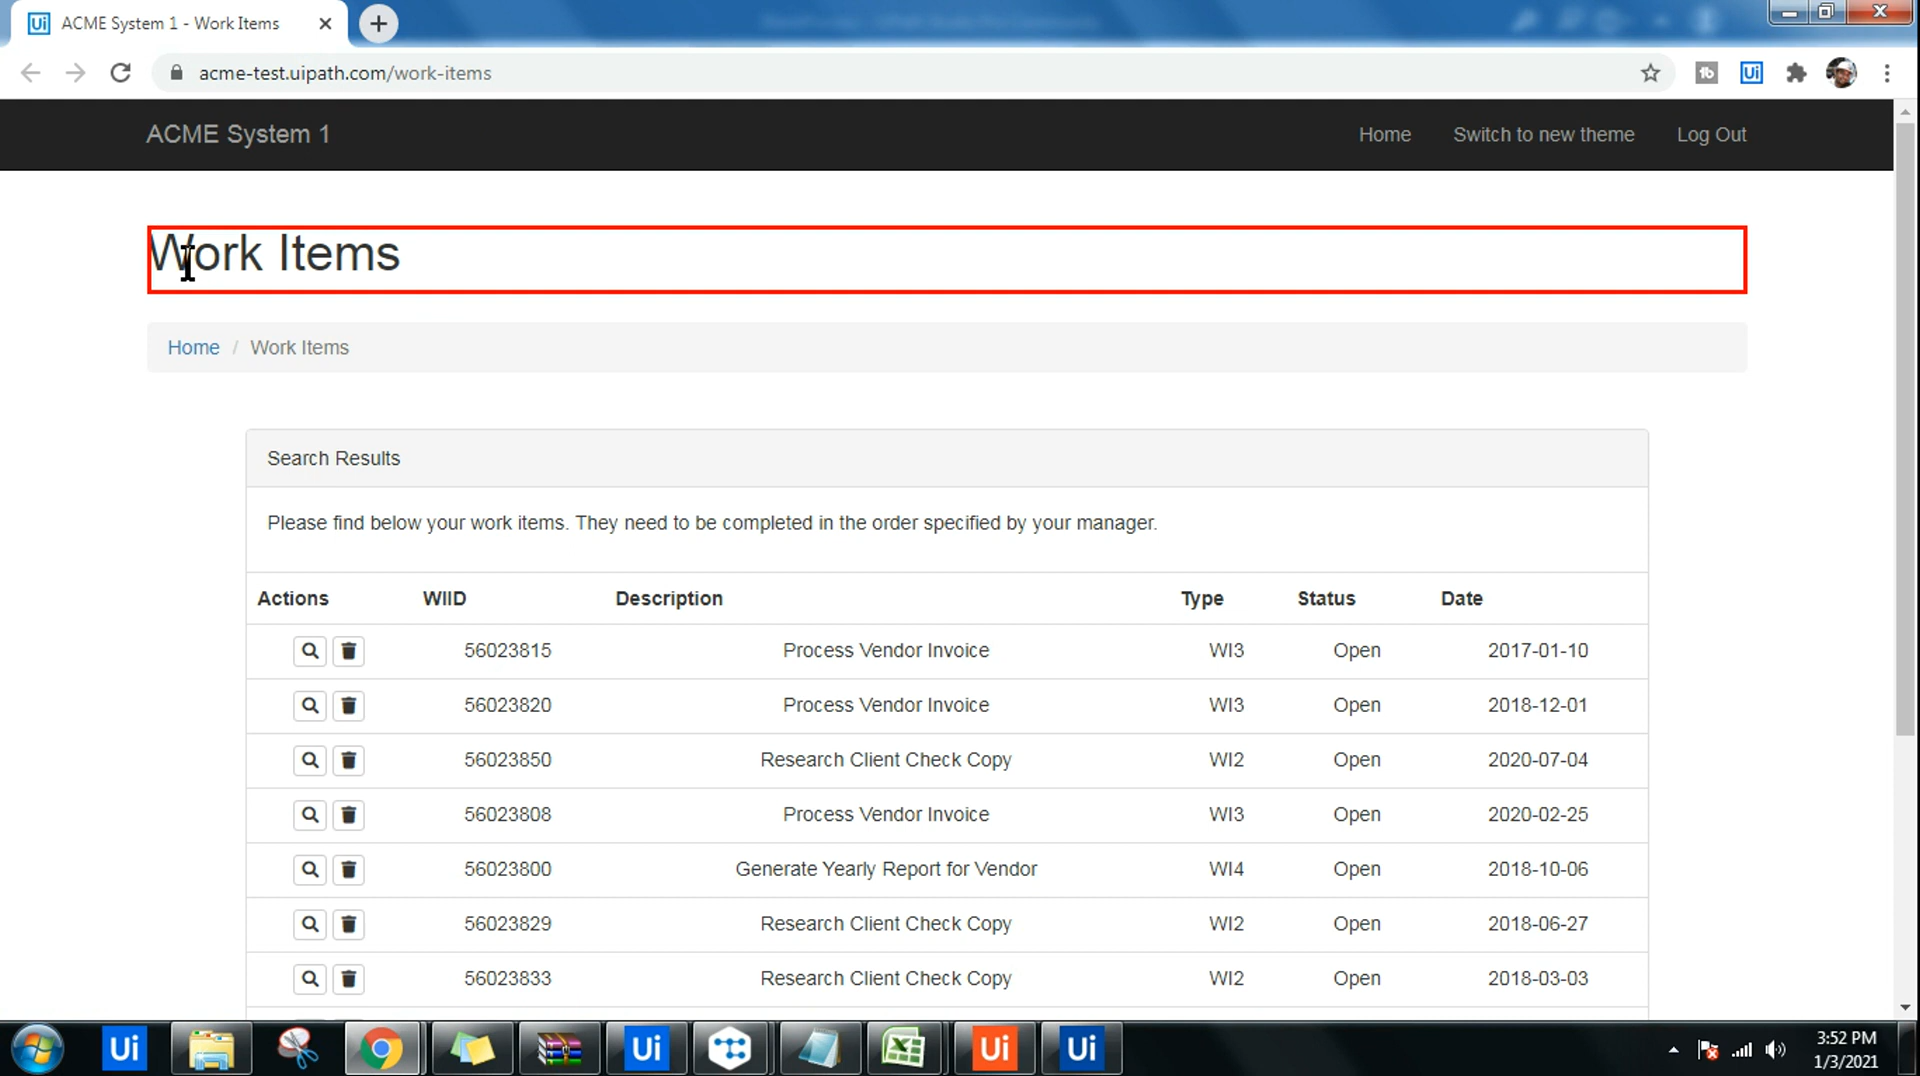 Ui ACME System 1 - Work Items
acme-test.uipath.com/work-items
ACME System 1 Home Switch to new theme Log Out
Work Items
Home / Work Items
Search Results
Please find below your work items. They need to be completed in the order specified by your manager.
Actions WIID Description Type Status Date
56023815 Process Vendor Invoice WI3 Open 2017-01-10
56023820 Process Vendor Invoice WI3 Open 2018-12-01
56023850 Research Client Check Copy WI2 Open 2020-07-04
56023808 Process Vendor Invoice WI3 Open 2020-02-25
56023800 Generate Yearly Report for Vendor WI4 Open 2018-10-06
56023829 Research Client Check Copy WI2 Open 2018-06-27
56023833 Research Client Check Copy WI2 Open 2018-03-03
Ui Ui Ui Ui 3:52 PM
1/3/2021